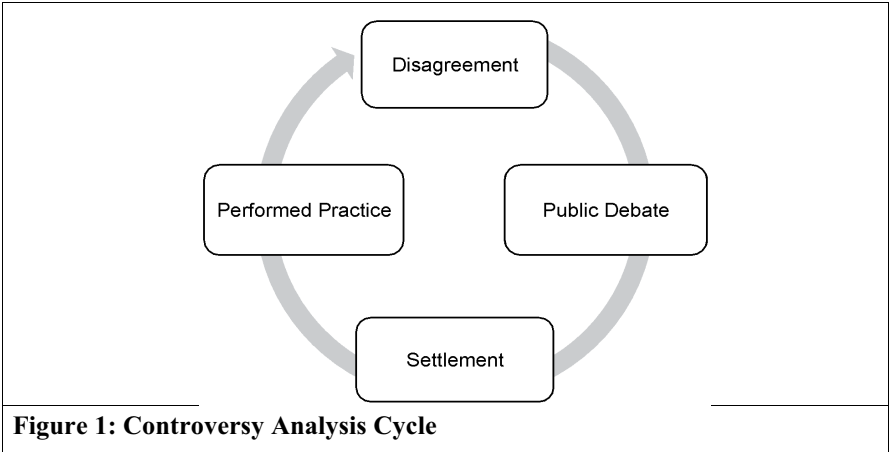 Disagreement
Performed Practice
Public Debate
Settlement
Figure 1: Controversy Analysis Cycle